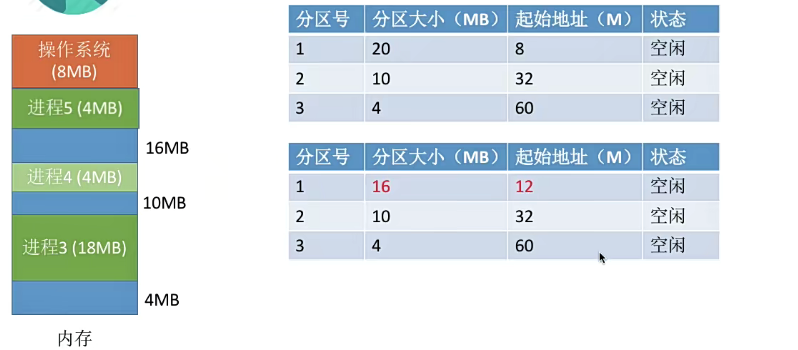 操作系统
(8MB)
进程5 (4MB)
16MB
进程4 (4MB)
10MB
进程3 (18MB)
4MB
内存
分区号 分区大小（MB） 起始地址（M） 状态
1 20 8 空闲
2 10 32 空闲
3 4 60 空闲
分区号 分区大小（MB） 起始地址（M） 状态
1 16 12 空闲
2 10 32 空闲
3 4 60 空闲